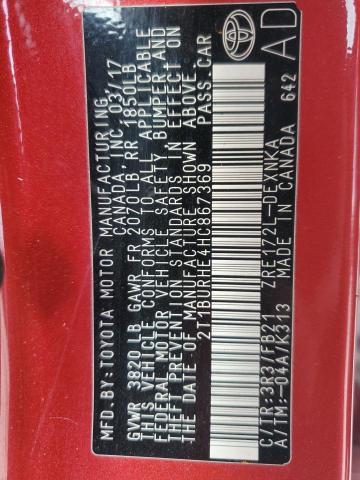 MFD.BY:TOYOTA MOTOR MANUFACTURING
CANADA, INC 03/17
GVWR 3820LB GAWR FR 2070LB RR 1850LB
THIS VEHICLE CONFORMS TO ALL APPLICABLE
FEDERAL MOTOR VEHICLE SAFETY BUMPER,AND
THEFT PREVENTION STANDARDS IN EFFECT ON
THE DATE OF MANUFACTURE SHOWN ABOVE
2T1BURHE4HC867369 PASS.CAR
C/TR:3R3/FB21 ZRE172L-DEXNKA
A/TM:-04A/K313 MADE IN CANADA
642
AD
TOYOTA